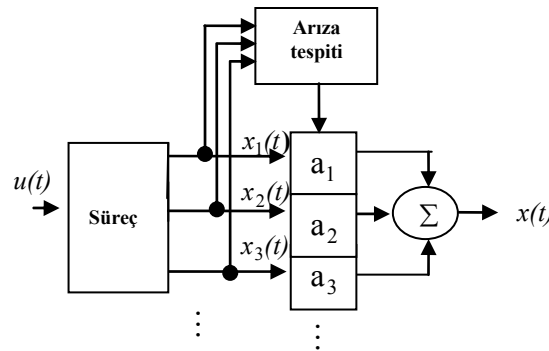 Arıza
tespiti
x1(t)
a1
u(t)
Süreç
x2(t)
a2
Σ
x(t)
x3(t)
a3
⋮
⋮